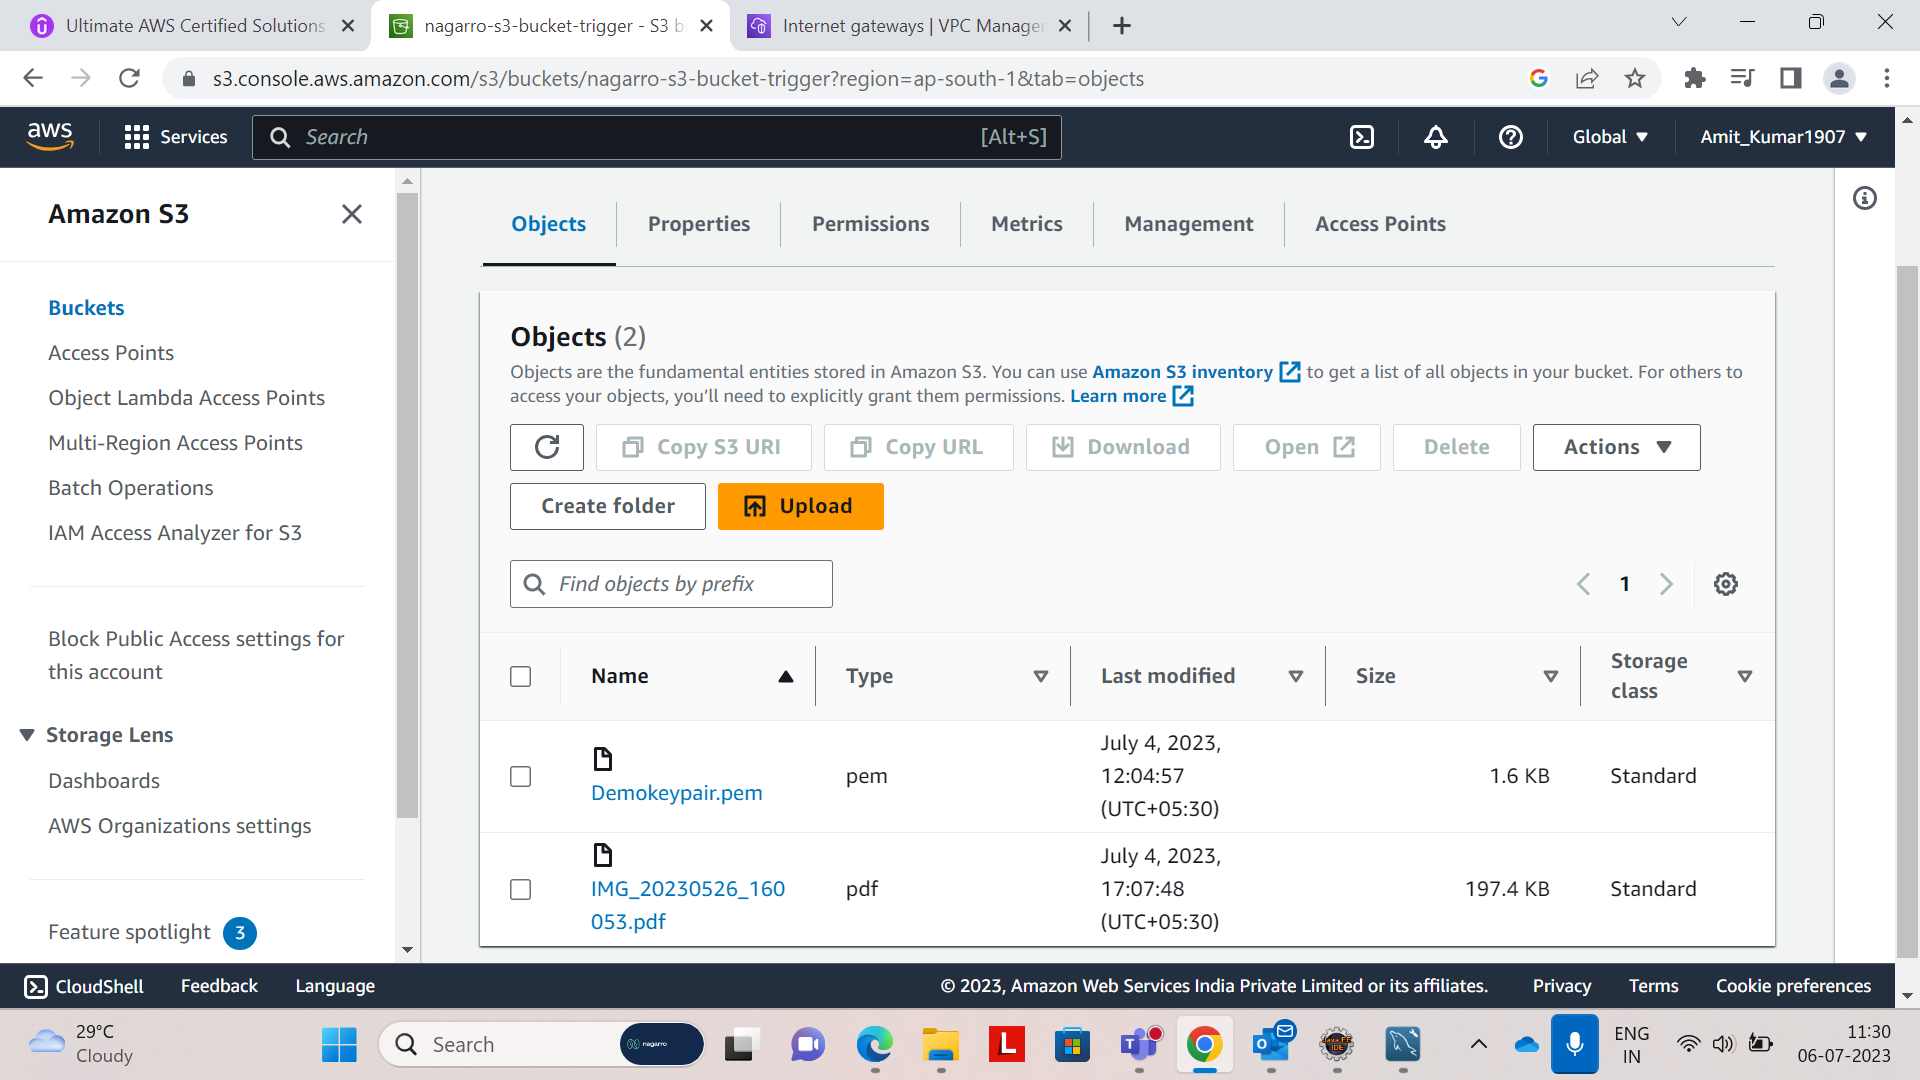 Ultimate AWS Certified Solutions
nagarro-s3-bucket-trigger - S3 b
Internet gateways | VPC Manager
s3.console.aws.amazon.com/s3/buckets/nagarro-s3-bucket-trigger?region=ap-south-1&tab=objects
aws
Services
Search
[Alt+S]
Global
Amit_Kumar1907
Amazon S3
Buckets
Access Points
Object Lambda Access Points
Multi-Region Access Points
Batch Operations
IAM Access Analyzer for S3
Block Public Access settings for
this account
Storage Lens
Dashboards
AWS Organizations settings
Feature spotlight 3
Objects
Properties
Permissions
Metrics
Management
Access Points
Objects (2)
Objects are the fundamental entities stored in Amazon S3. You can use Amazon S3 inventory to get a list of all objects in your bucket. For others to
access your objects, you'll need to explicitly grant them permissions. Learn more
Copy S3 URI
Copy URL
Download
Open
Delete
Actions
Create folder
Upload
Find objects by prefix
1
Name
Type
Last modified
Size
Storage
class
Demokeypair.pem
pem
July 4, 2023,
12:04:57
(UTC+05:30)
1.6 KB
Standard
IMG_20230526_160
053.pdf
pdf
July 4, 2023,
17:07:48
(UTC+05:30)
197.4 KB
Standard
CloudShell
Feedback
Language
© 2023, Amazon Web Services India Private Limited or its affiliates.
Privacy
Terms
Cookie preferences
29°C
Cloudy
Search
nagarro
ENG
IN
11:30
06-07-2023